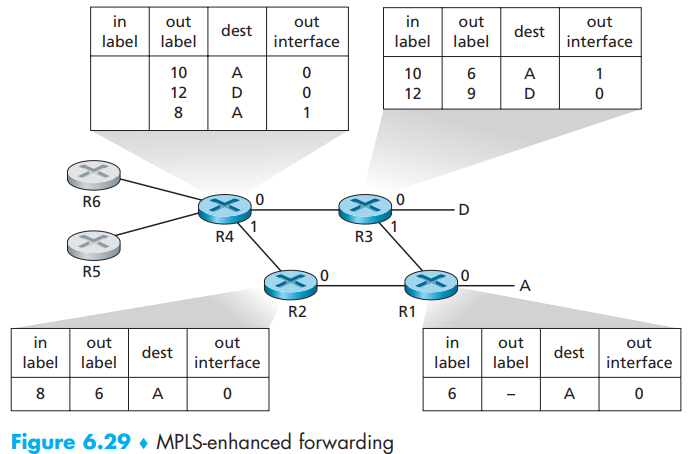 in out dest out
label label interface
10 A 0
12 D 0
8 A 1
in out dest out
label label interface
10 6 A 1
12 9 D 0
R6
R5
R4
0
1
R3
0
1
D
R2
0
R1
0
A
in out dest out
label label interface
8 6 A 0
in out dest out
label label interface
6 – A 0
Figure 6.29 ♦ MPLS-enhanced forwarding